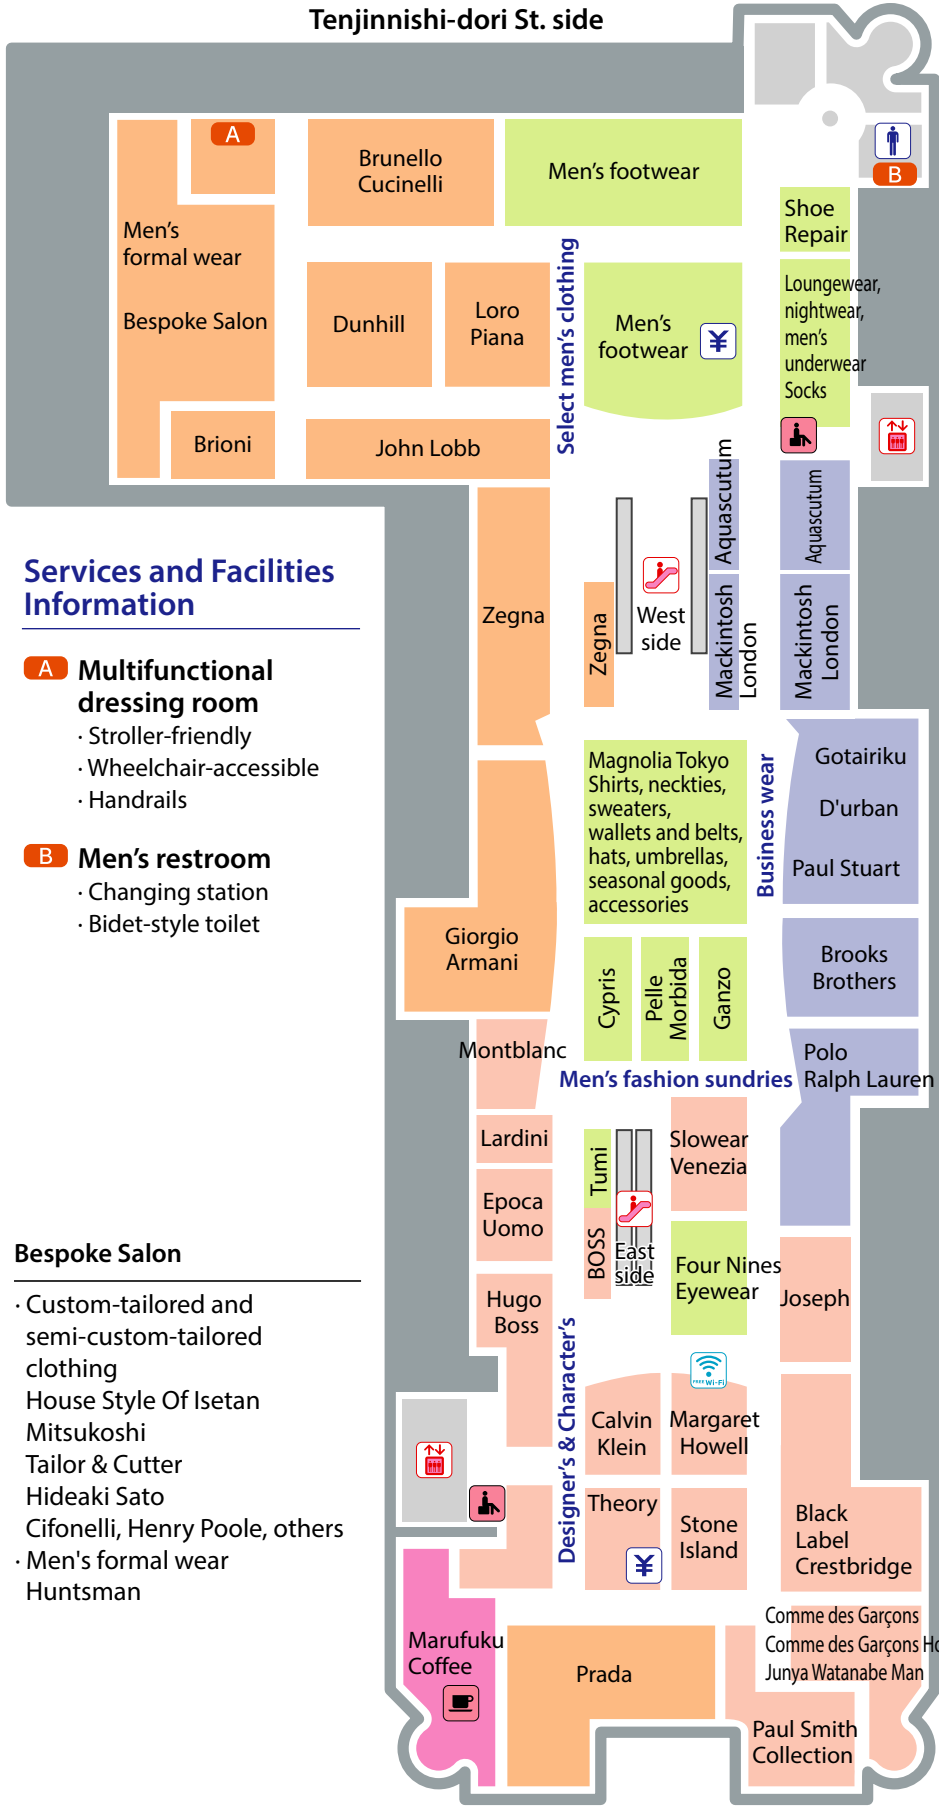 Tenjinnishi-dori St. side
A
Brunello
Cucinelli
Men's footwear
B
Men's
formal wear
Bespoke Salon
Shoe
Repair
Dunhill
Loro
Piana
Select men's clothing
Men's
footwear
¥
Loungewear,
nightwear,
men's
underwear
Socks
Brioni
John Lobb
Zegna
Zegna
West
side
Aquascutum
Aquascutum
Mackintosh
London
Mackintosh
London
Services and Facilities
Information
A Multifunctional
dressing room
· Stroller-friendly
· Wheelchair-accessible
· Handrails
B Men's restroom
· Changing station
· Bidet-style toilet
Magnolia Tokyo
Shirts, neckties,
sweaters,
wallets and belts,
hats, umbrellas,
seasonal goods,
accessories
Business wear
Gotairiku
D'urban
Paul Stuart
Giorgio
Armani
Cypris
Pelle
Morbida
Ganzo
Brooks
Brothers
Montblanc
Men's fashion sundries
Polo
Ralph Lauren
Lardini
Tumi
Slowear
Venezia
Epoca
Uomo
BOSS
East
side
Four Nines
Eyewear
Hugo
Boss
Joseph
Designer's & Character's
FREE Wi-Fi
Calvin
Klein
Margaret
Howell
Theory
¥
Stone
Island
Black
Label
Crestbridge
Marufuku
Coffee
Prada
Comme des Garçons
Comme des Garçons Ho
Junya Watanabe Man
Paul Smith
Collection
Bespoke Salon
· Custom-tailored and
semi-custom-tailored
clothing
House Style Of Isetan
Mitsukoshi
Tailor & Cutter
Hideaki Sato
Cifonelli, Henry Poole, others
· Men's formal wear
Huntsman